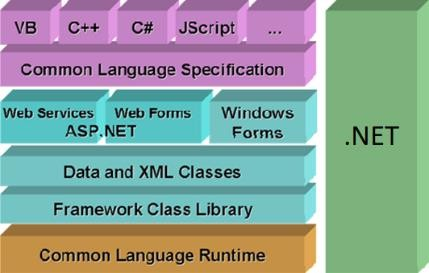 VB C++ C# JScript ...
Common Language Specification
Web Services Web Forms Windows
ASP.NET Forms
.NET
Data and XML Classes
Framework Class Library
Common Language Runtime